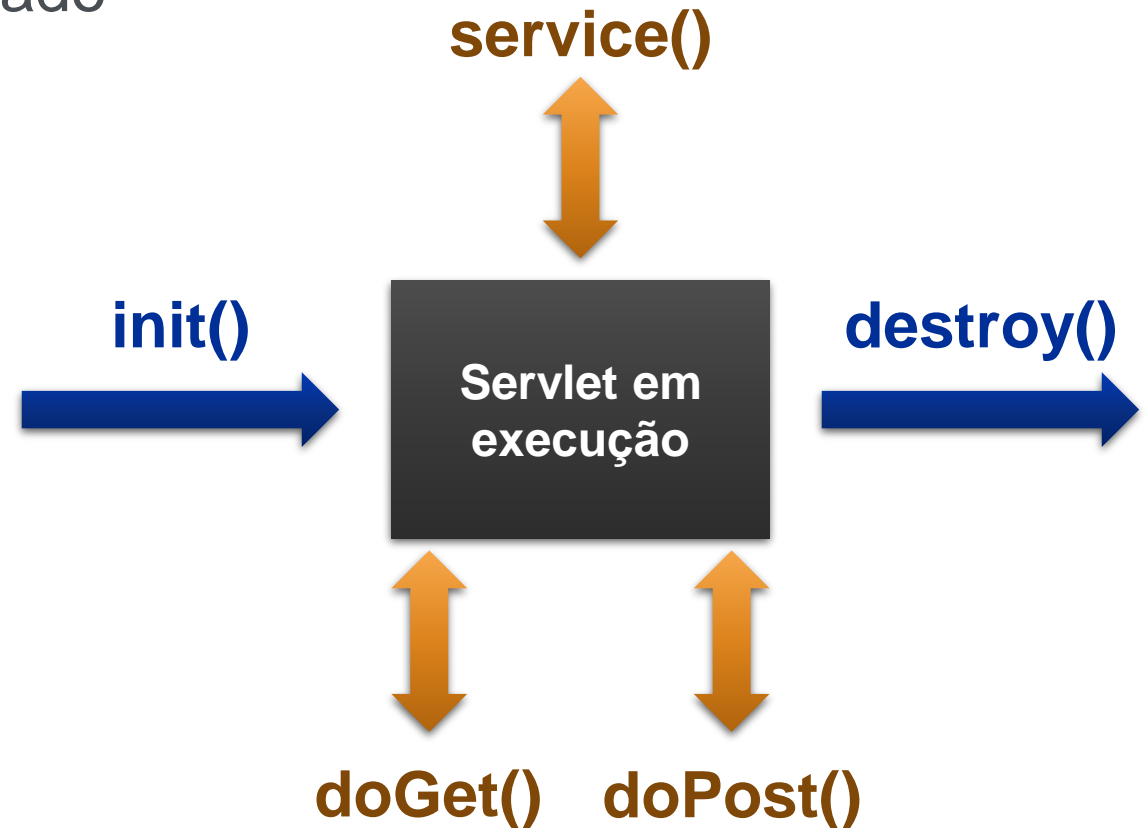 service()
init()
destroy()
Servlet em
execução
doGet()
doPost()